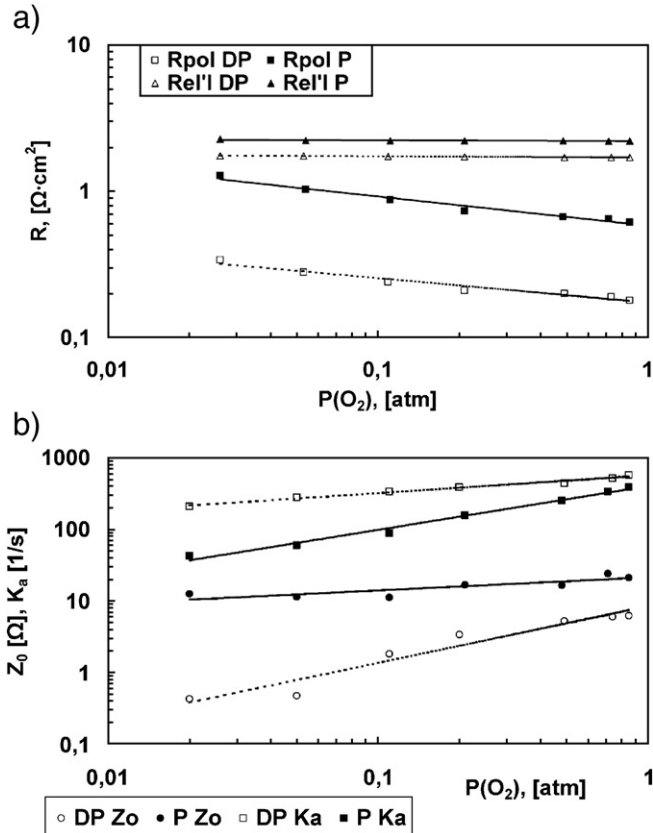 a)
10
□ Rpol DP ■ Rpol P
△ Rel'l DP ▲ Rel'l P
R, [Ω·cm²]
1
0,1
0,01 0,1 1
P(O₂), [atm]
b)
1000
100
Z₀ [Ω], Kₐ [1/s]
10
1
0,1
0,01 0,1 P(O₂), [atm] 1
○ DP Zo ● P Zo □ DP Ka ■ P Ka